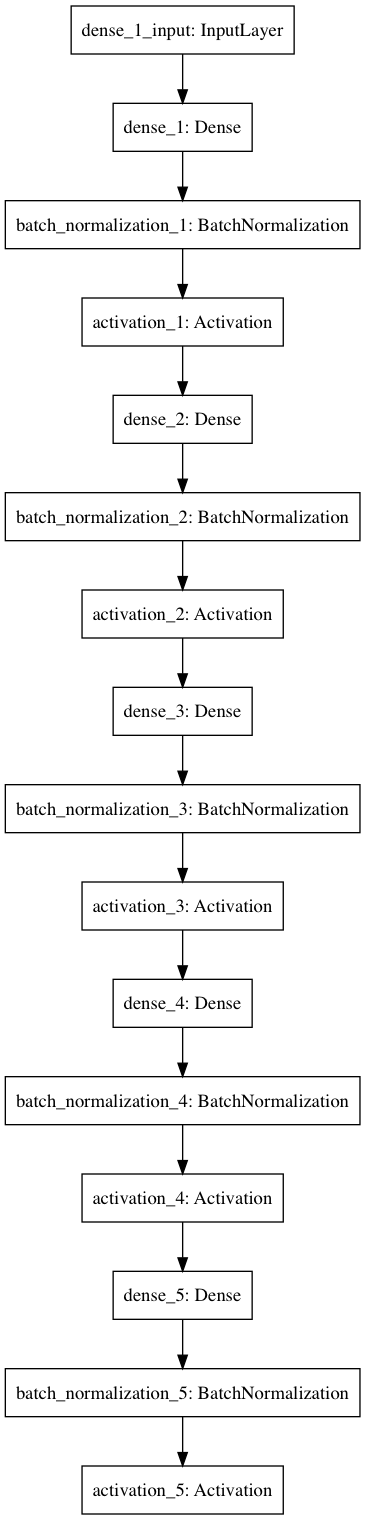 dense_1_input: InputLayer
dense_1: Dense
batch_normalization_1: BatchNormalization
activation_1: Activation
dense_2: Dense
batch_normalization_2: BatchNormalization
activation_2: Activation
dense_3: Dense
batch_normalization_3: BatchNormalization
activation_3: Activation
dense_4: Dense
batch_normalization_4: BatchNormalization
activation_4: Activation
dense_5: Dense
batch_normalization_5: BatchNormalization
activation_5: Activation